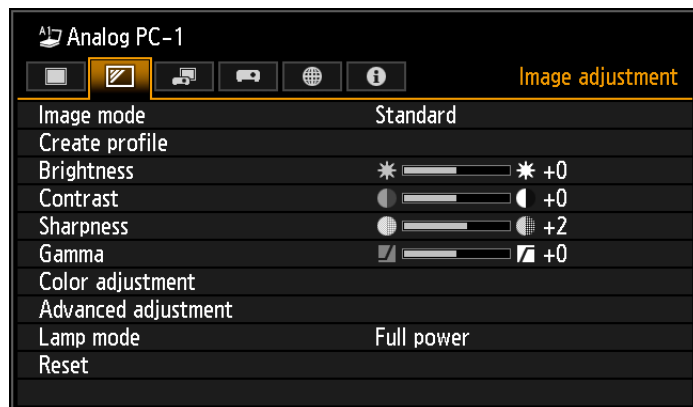 A1 Analog PC-1
Image adjustment
Image mode Standard
Create profile
Brightness +0
Contrast +0
Sharpness +2
Gamma +0
Color adjustment
Advanced adjustment
Lamp mode Full power
Reset